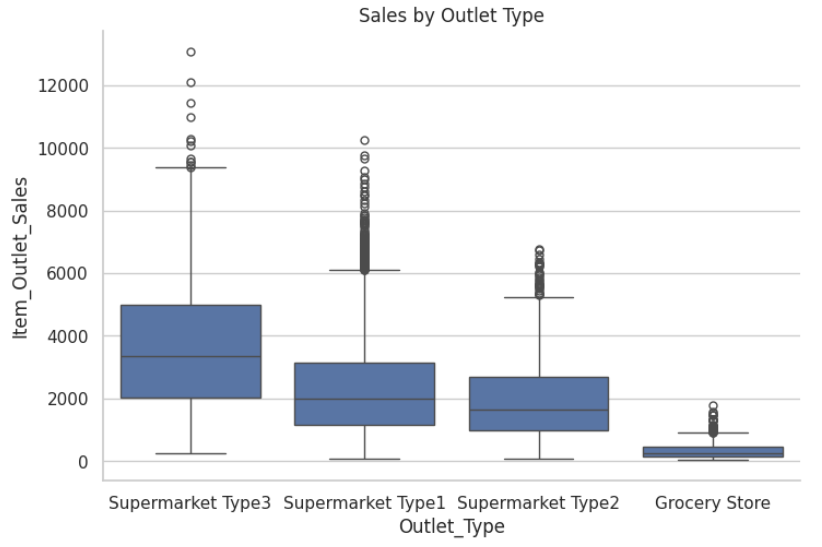 Sales by Outlet Type
12000
10000
8000
6000
4000
2000
0
Item_Outlet_Sales
Supermarket Type3 Supermarket Type1 Supermarket Type2 Grocery Store
Outlet_Type